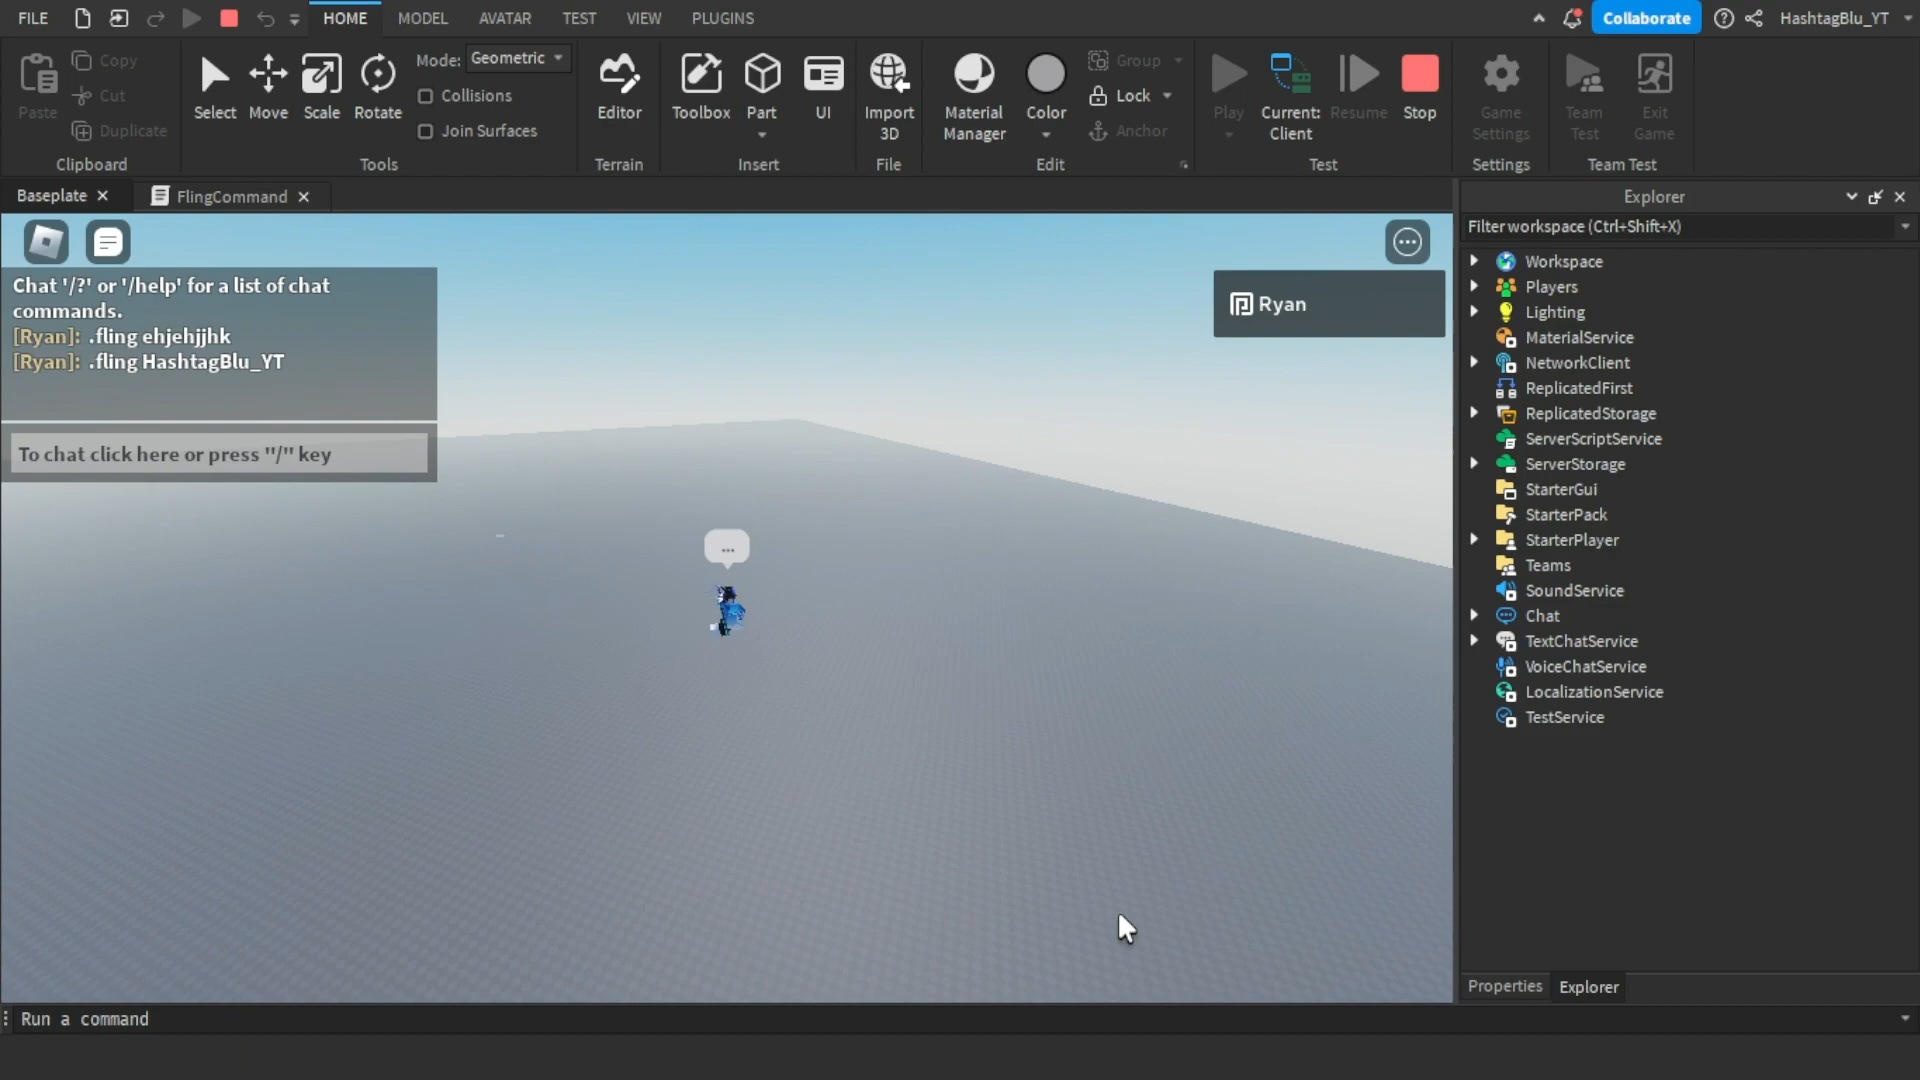 FILE HOME MODEL AVATAR TEST VIEW PLUGINS Collaborate HashtagBlu_YT
Paste
Copy
Cut
Duplicate
Clipboard
Select Move Scale Rotate
Mode: Geometric
Collisions
Join Surfaces
Tools
Editor
Terrain
Toolbox Part UI
Insert
Import
3D
File
Material
Manager
Color
Group
Lock
Anchor
Edit
Play
Current:
Client
Resume
Stop
Test
Game
Settings
Settings
Team
Test
Exit
Game
Team Test
Baseplate FlingCommand
Chat '/?' or '/help' for a list of chat
commands.
[Ryan]: .fling ehjehjjhk
[Ryan]: .fling HashtagBlu_YT
To chat click here or press "/" key
...
Ryan
Explorer
Filter workspace (Ctrl+Shift+X)
Workspace
Players
Lighting
MaterialService
NetworkClient
ReplicatedFirst
ReplicatedStorage
ServerScriptService
ServerStorage
StarterGui
StarterPack
StarterPlayer
Teams
SoundService
Chat
TextChatService
VoiceChatService
LocalizationService
TestService
Properties Explorer
Run a command